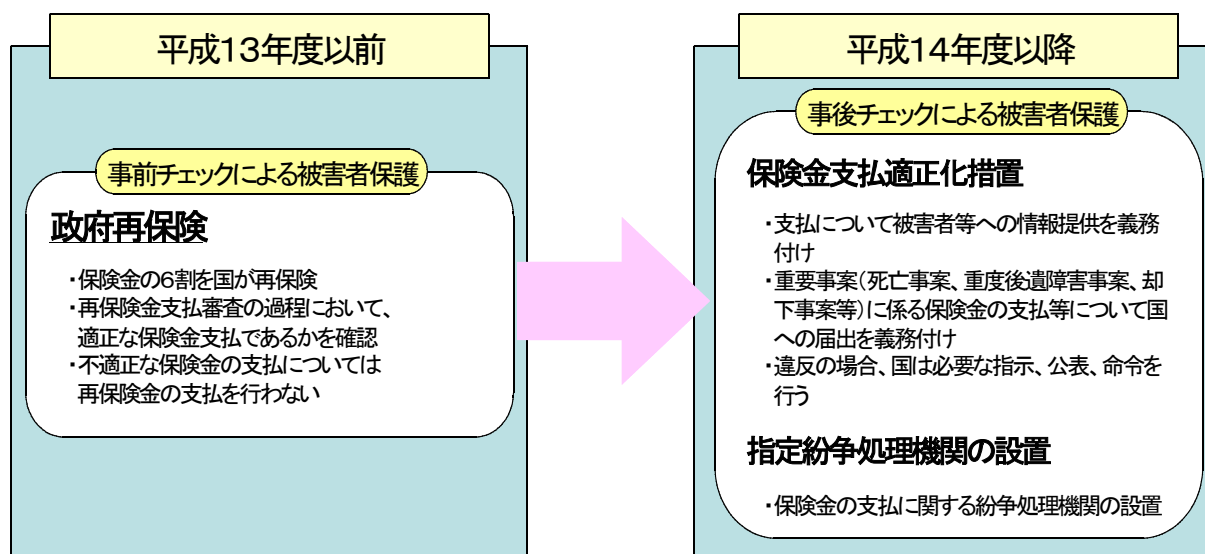 平成13年度以前
事前チェックによる被害者保護
政府再保険
・保険金の6割を国が再保険
・再保険金支払審査の過程において、
適正な保険金支払であるかを確認
・不適正な保険金の支払については
再保険金の支払を行わない
平成14年度以降
事後チェックによる被害者保護
保険金支払適正化措置
・支払について被害者等への情報提供を義務
付け
・重要事案(死亡事案、重度後遺障害事案、却
下事案等)に係る保険金の支払等について国
への届出を義務付け
・違反の場合、国は必要な指示、公表、命令を
行う
指定紛争処理機関の設置
・保険金の支払に関する紛争処理機関の設置